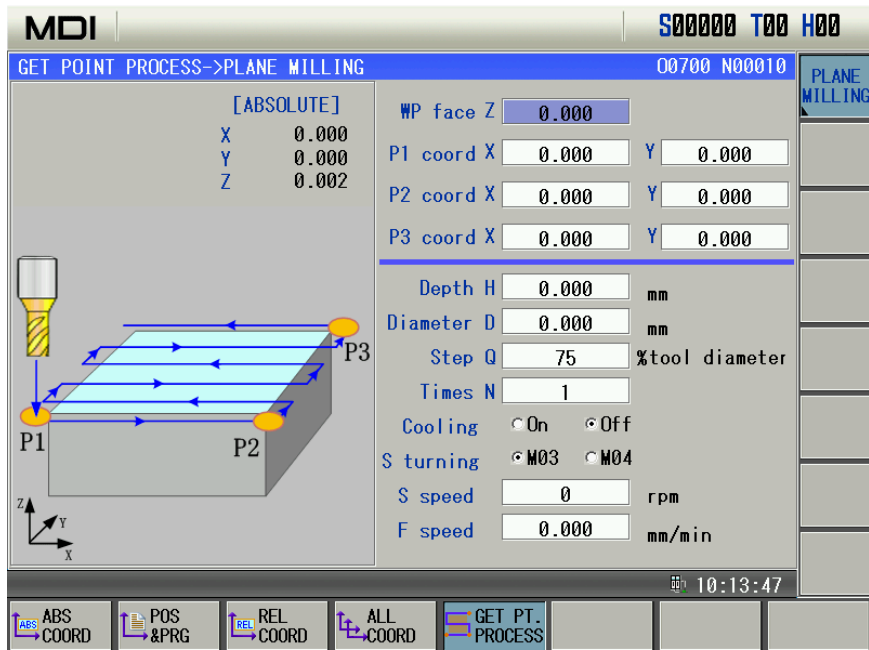 MDI
S00000 T00 H00
GET POINT PROCESS->PLANE MILLING
O0700 N00010
PLANE
MILLING
[ABSOLUTE]
X 0.000
Y 0.000
Z 0.002
P1
P2
P3
Z
Y
X
WP face Z 0.000
P1 coord X 0.000 Y 0.000
P2 coord X 0.000 Y 0.000
P3 coord X 0.000 Y 0.000
Depth H 0.000 mm
Diameter D 0.000 mm
Step Q 75 %tool diameter
Times N 1
Cooling On Off
S turning M03 M04
S speed 0 rpm
F speed 0.000 mm/min
10:13:47
ABS ABS
COORD
POS
&PRG
REL REL
COORD
ALL
COORD
GET PT.
PROCESS